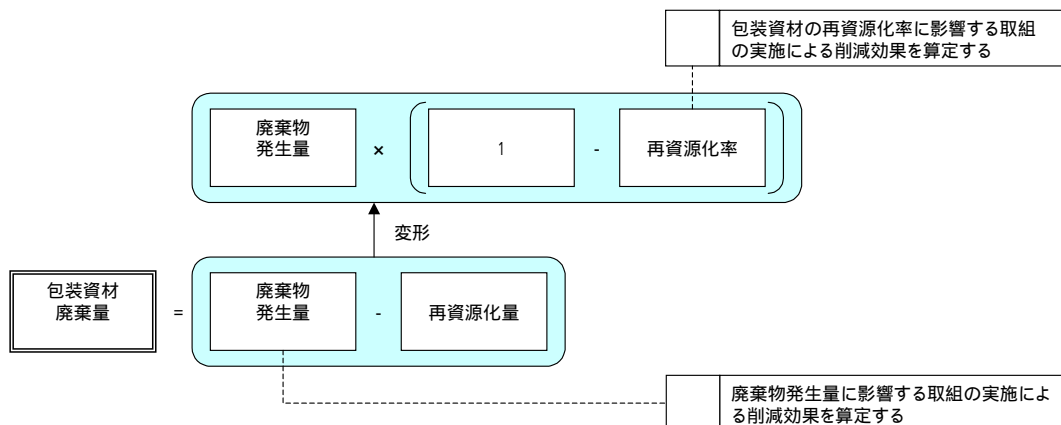 包装資材の再資源化率に影響する取組
の実施による削減効果を算定する
廃棄物
発生量
×
1
-
再資源化率
変形
包装資材
廃棄量
=
廃棄物
発生量
-
再資源化量
廃棄物発生量に影響する取組の実施によ
る削減効果を算定する